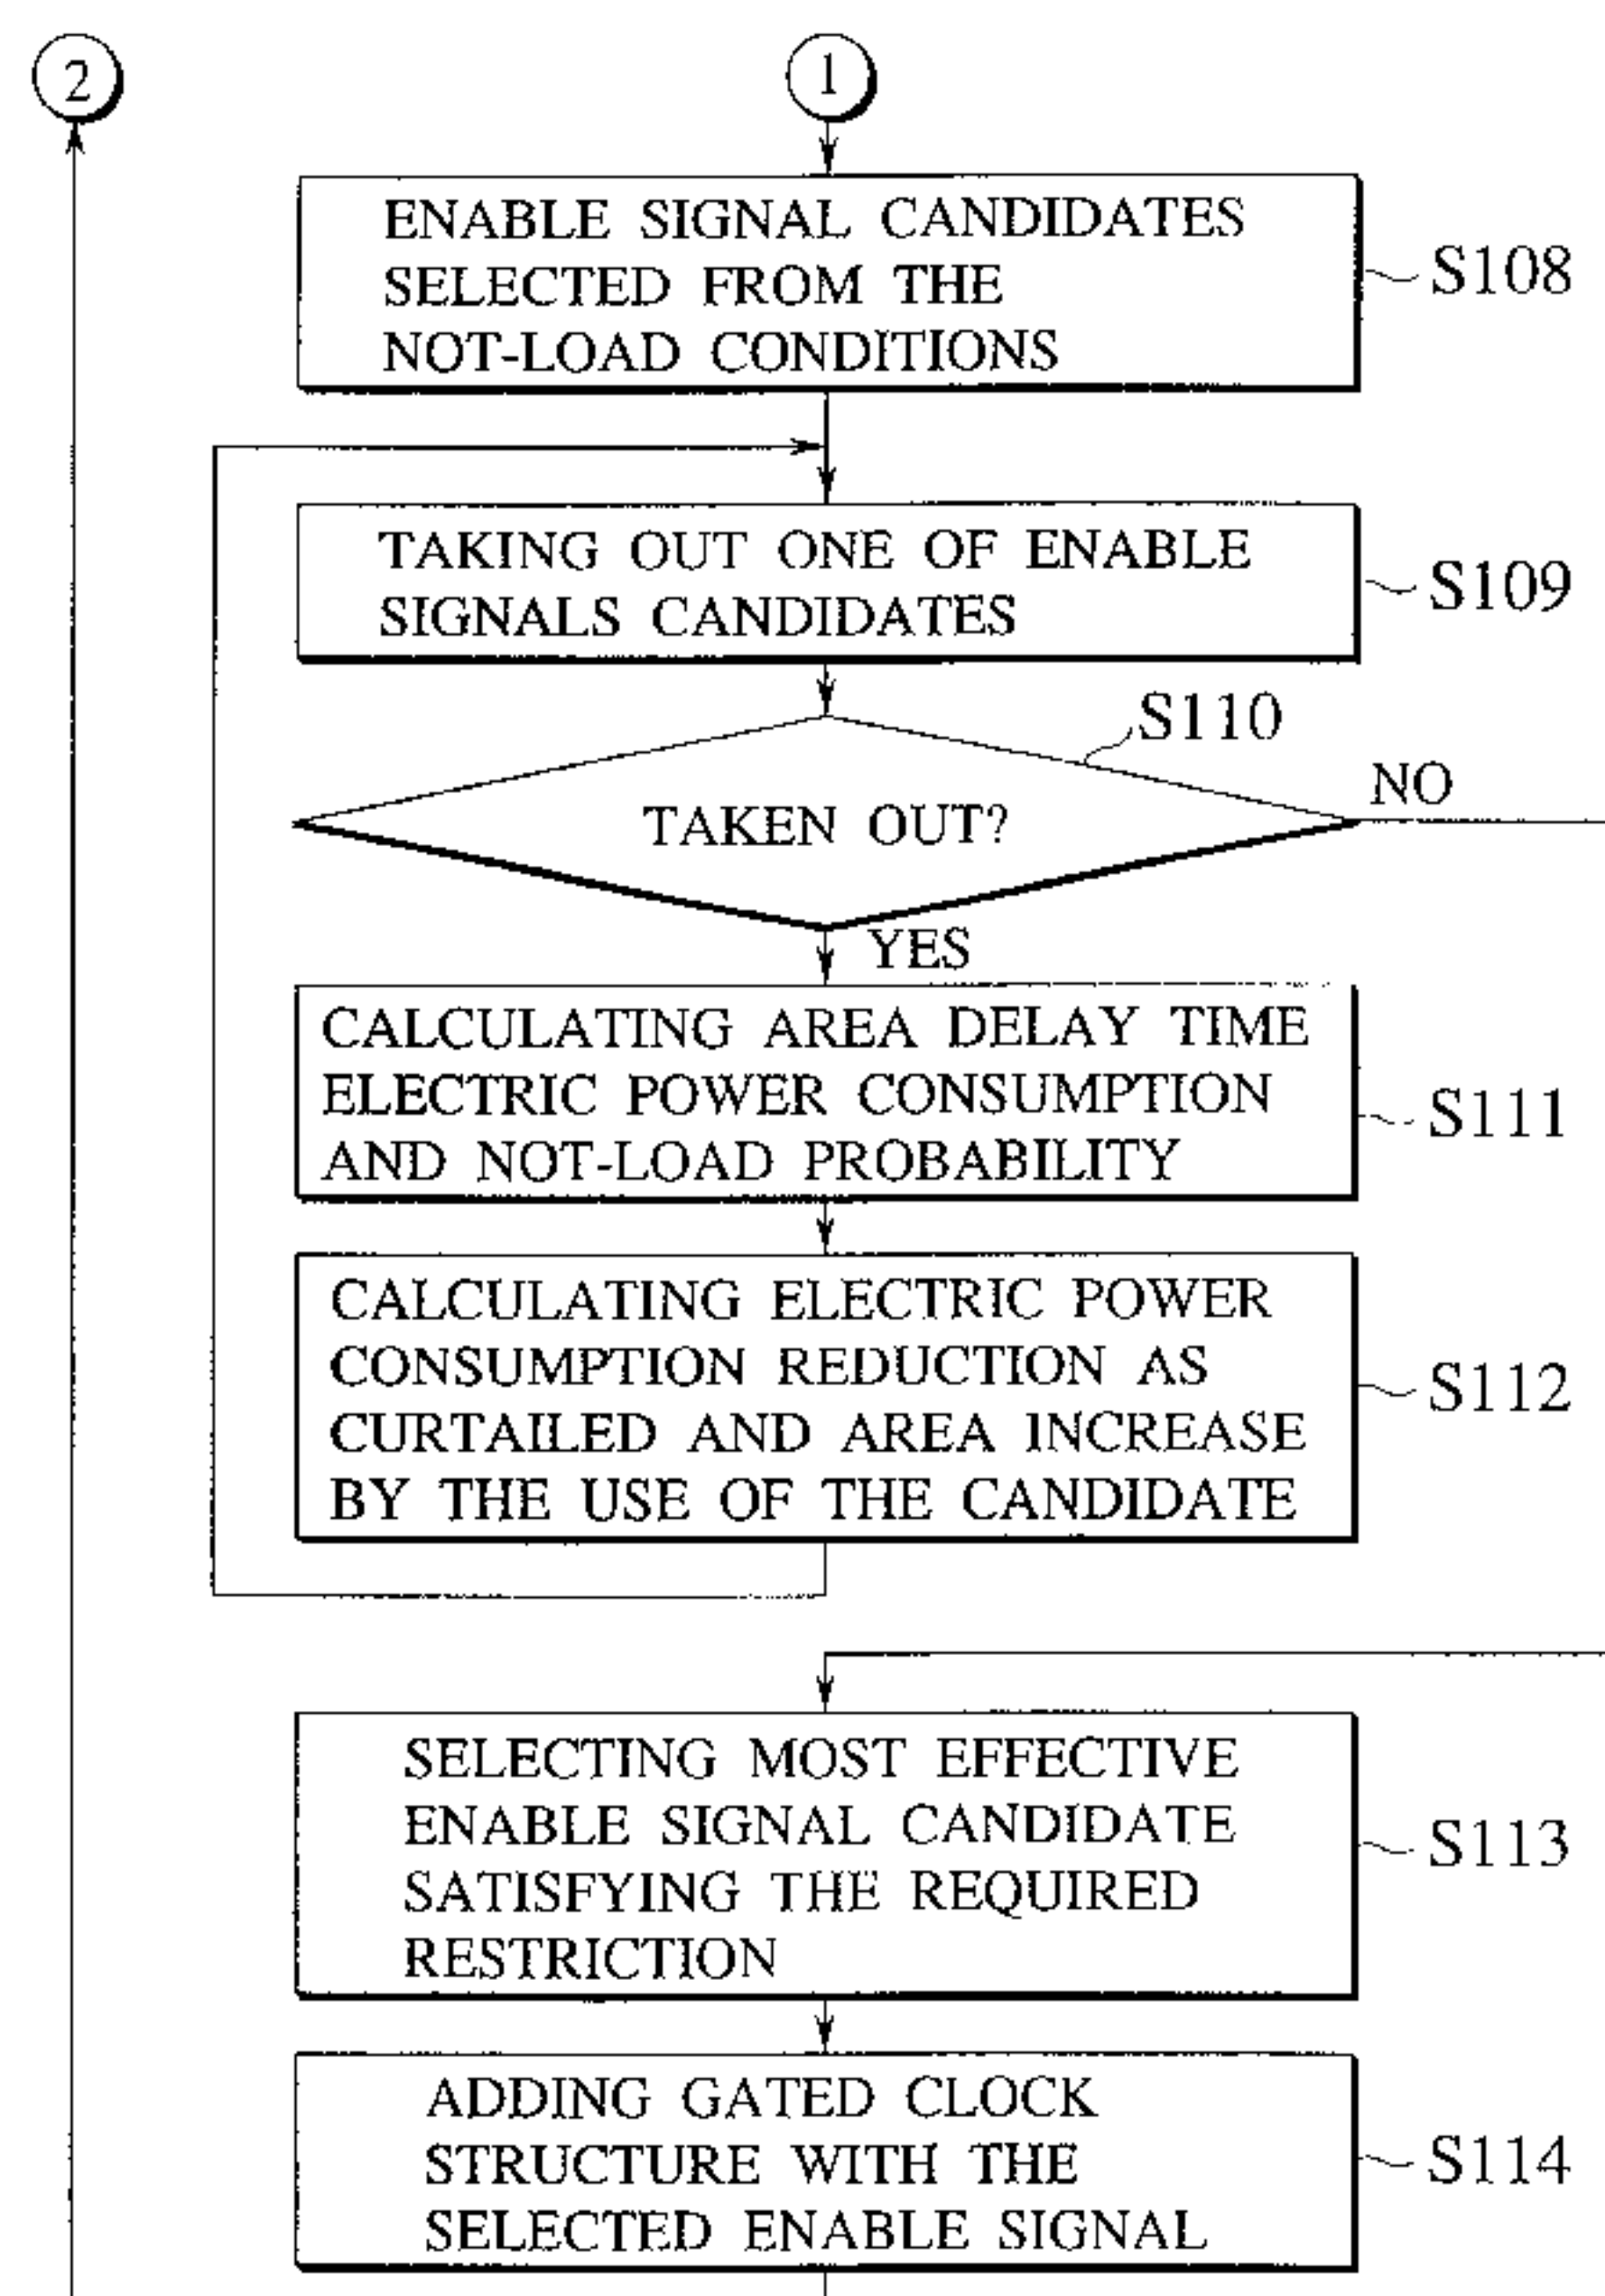 2
1
ENABLE SIGNAL CANDIDATES
SELECTED FROM THE
NOT-LOAD CONDITIONS
S108
TAKING OUT ONE OF ENABLE
SIGNALS CANDIDATES
S109
S110
TAKEN OUT?
NO
YES
CALCULATING AREA DELAY TIME
ELECTRIC POWER CONSUMPTION
AND NOT-LOAD PROBABILITY
S111
CALCULATING ELECTRIC POWER
CONSUMPTION REDUCTION AS
CURTAILED AND AREA INCREASE
BY THE USE OF THE CANDIDATE
S112
SELECTING MOST EFFECTIVE
ENABLE SIGNAL CANDIDATE
SATISFYING THE REQUIRED
RESTRICTION
S113
ADDING GATED CLOCK
STRUCTURE WITH THE
SELECTED ENABLE SIGNAL
S114